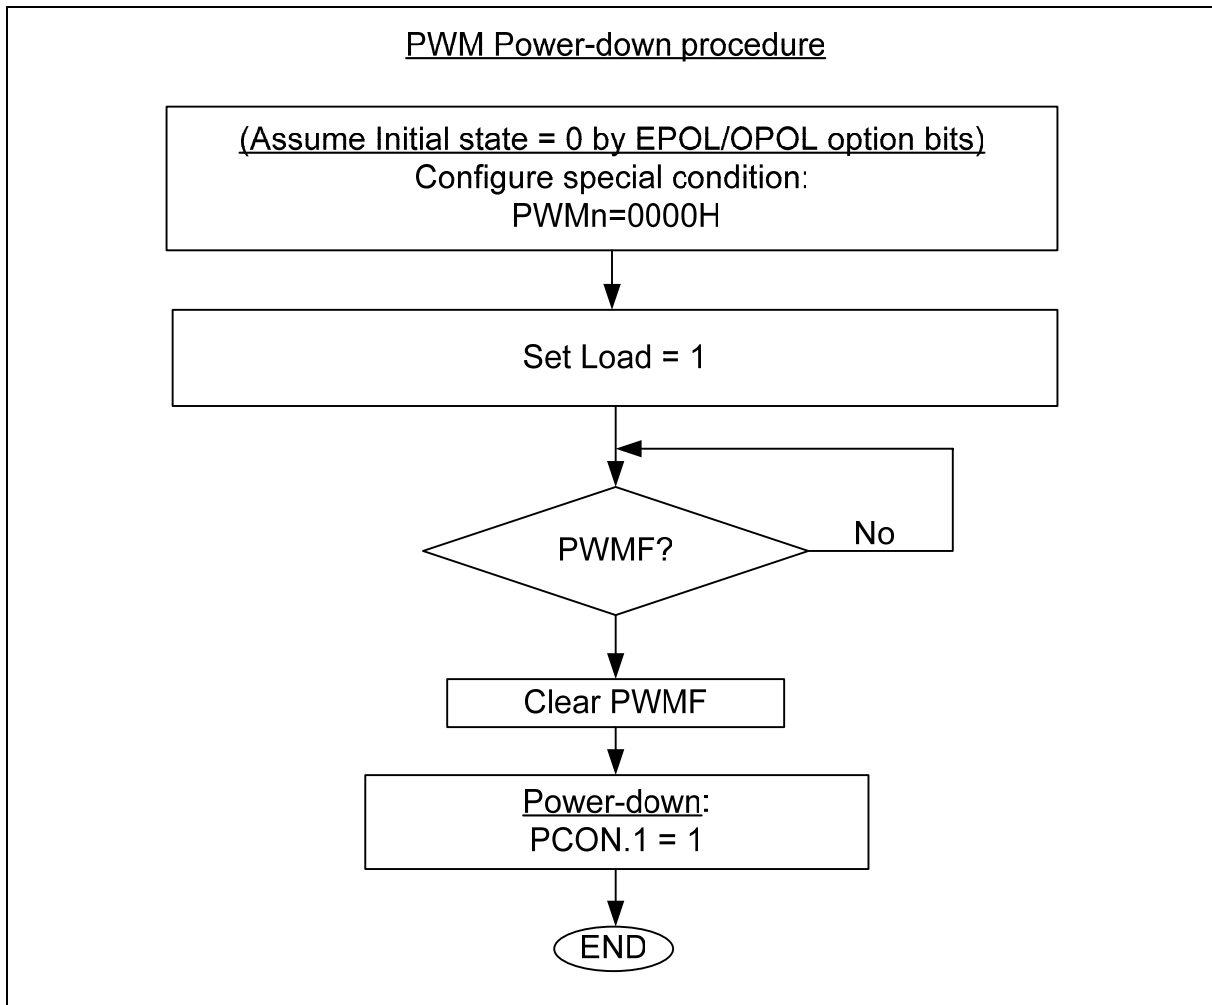 PWM Power-down procedure
(Assume Initial state = 0 by EPOL/OPOL option bits)
Configure special condition:
PWMn=0000H
Set Load = 1
PWMF?
No
Clear PWMF
Power-down:
PCON.1 = 1
END